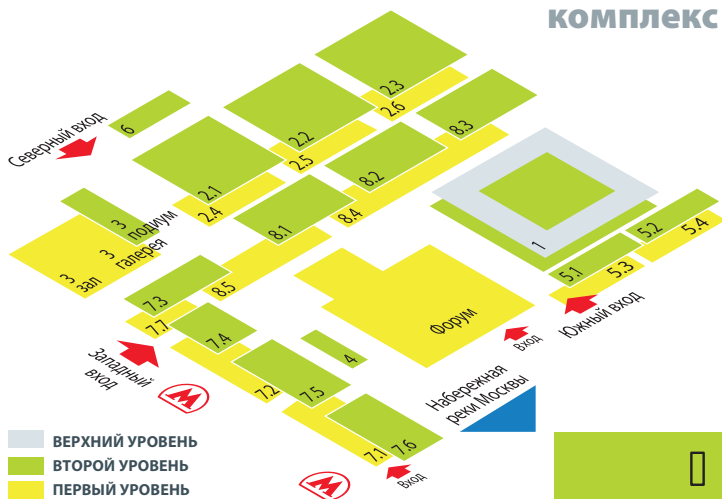 комплекс
2.3
2.6
6
Северный вход
2.2
2.5
8.3
8.2
2.1
2.4
8.4
3
подиум
3
галерея
3
зал
8.1
1
5.2
5.4
5.1
5.3
7.3
8.5
7.7
Форум
Южный вход
Вход
7.4
4
Западный
вход
М
7.2
7.5
Набережная
реки Москвы
7.1
7.6
Вход
М
ВЕРХНИЙ УРОВЕНЬ
ВТОРОЙ УРОВЕНЬ
ПЕРВЫЙ УРОВЕНЬ